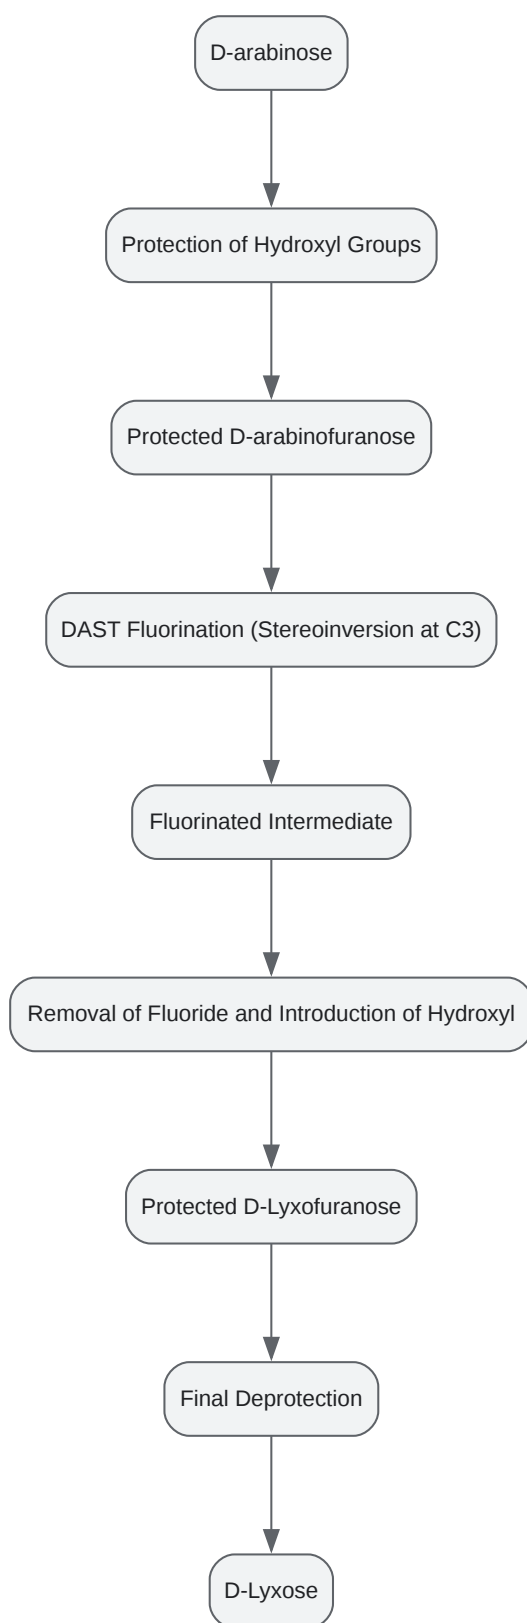 D-arabinose
Protection of Hydroxyl Groups
Protected D-arabinofuranose
DAST Fluorination (Stereoinversion at C3)
Fluorinated Intermediate
Removal of Fluoride and Introduction of Hydroxyl
Protected D-Lyxofuranose
Final Deprotection
D-Lyxose